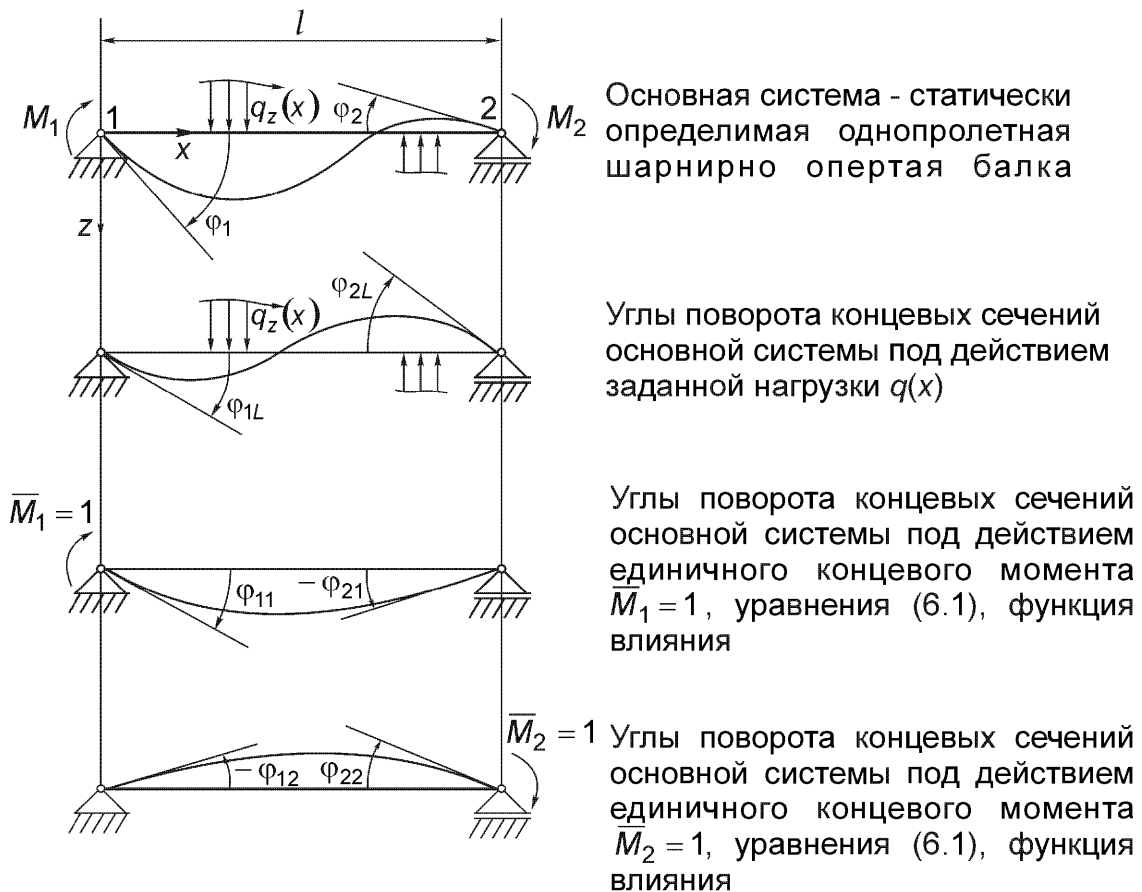 l
M₁
1
q_z(x)
φ₂
2
M₂
x
φ₁
z
Основная система - статически
определимая однопролетная
шарнирно опертая балка
q_z(x)
φ₂L
φ₁L
Углы поворота концевых сечений
основной системы под действием
заданной нагрузки q(x)
M̅₁ = 1
φ₁₁
−φ₂₁
Углы поворота концевых сечений
основной системы под действием
единичного концевого момента
M̅₁ = 1, уравнения (6.1), функция
влияния
M̅₂ = 1
−φ₁₂
φ₂₂
Углы поворота концевых сечений
основной системы под действием
единичного концевого момента
M̅₂ = 1, уравнения (6.1), функция
влияния